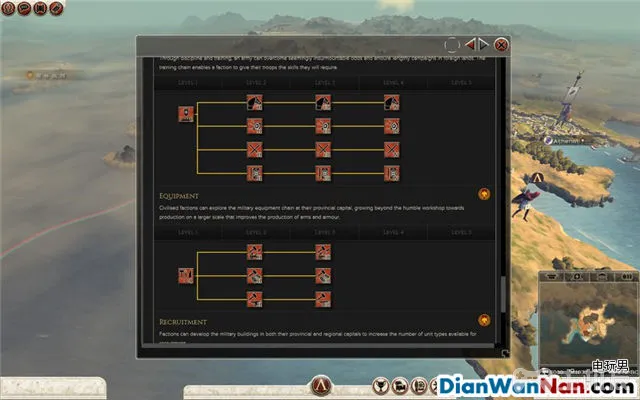 Through discipline and training, an army can overcome seemingly insurmountable odds and ensure lengthy campaigns in foreign lands. The
training chain enables a faction to give their troops the skills they will require.
LEVEL 1 LEVEL 2 LEVEL 3 LEVEL 4 LEVEL 5
EQUIPMENT
Civilised factions can explore the military equipment chain at their provincial capital, growing beyond the humble workshop towards
production on a larger scale that improves the production of arms and armour.
LEVEL 1 LEVEL 2 LEVEL 3 LEVEL 4 LEVEL 5
RECRUITMENT
Factions can develop the military buildings in both their provincial and regional capitals to increase the number of unit types available for
Athenai
电玩男
DianWanNan.com